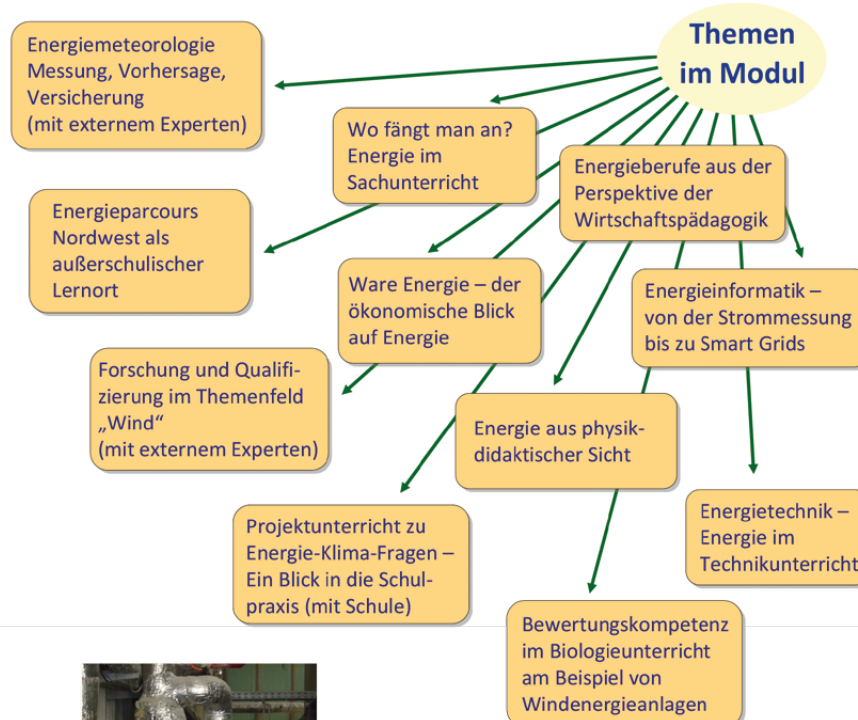 Themen
im Modul
Energiemeteorologie
Messung, Vorhersage,
Versicherung
(mit externem Experten)
Wo fängt man an?
Energie im
Sachunterricht
Energieberufe aus der
Perspektive der
Wirtschaftspädagogik
Energieparcours
Nordwest als
außerschulischer
Lernort
Ware Energie – der
ökonomische Blick
auf Energie
Energieinformatik –
von der Strommessung
bis zu Smart Grids
Forschung und Qualifi-
zierung im Themenfeld
„Wind“
(mit externem Experten)
Energie aus physik-
didaktischer Sicht
Projektunterricht zu
Energie-Klima-Fragen –
Ein Blick in die Schul-
praxis (mit Schule)
Energietechnik –
Energie im
Technikunterricht
Bewertungskompetenz
im Biologieunterricht
am Beispiel von
Windenergieanlagen